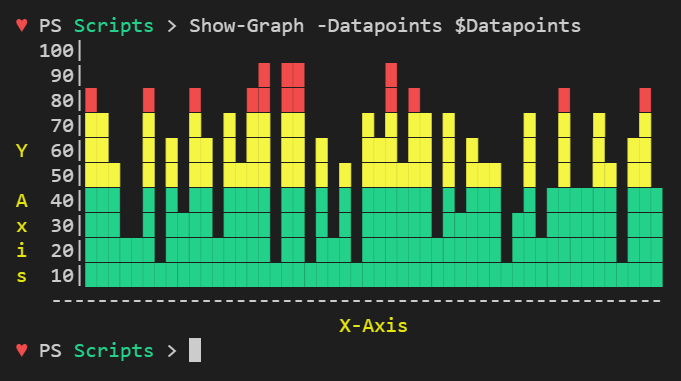 ♥ PS Scripts > Show-Graph -Datapoints $Datapoints
100|
90|
80|
70|
Y 60|
50|
A 40|
x 30|
i 20|
s 10|
--------------------------------------------------
X-Axis
♥ PS Scripts >